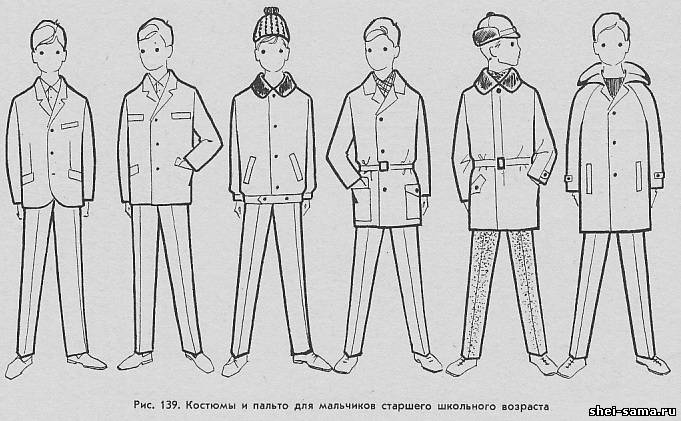 Рис. 139. Костюмы и пальто для мальчиков старшего школьного возраста
shei-sama.ru